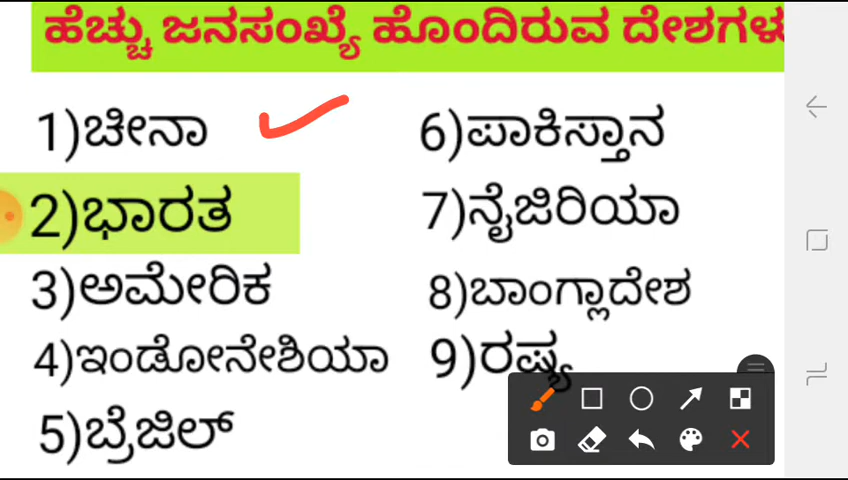 ಹೆಚ್ಚು ಜನಸಂಖ್ಯೆ ಹೊಂದಿರುವ ದೇಶಗಳು
1)ಚೀನಾ
2)ಭಾರತ
3)ಅಮೇರಿಕ
4)ಇಂಡೋನೇಶಿಯಾ
5)ಬ್ರೆಜಿಲ್
6)ಪಾಕಿಸ್ತಾನ
7)ನೈಜಿರಿಯಾ
8)ಬಾಂಗ್ಲಾದೇಶ
9)ರಷ್ಯ